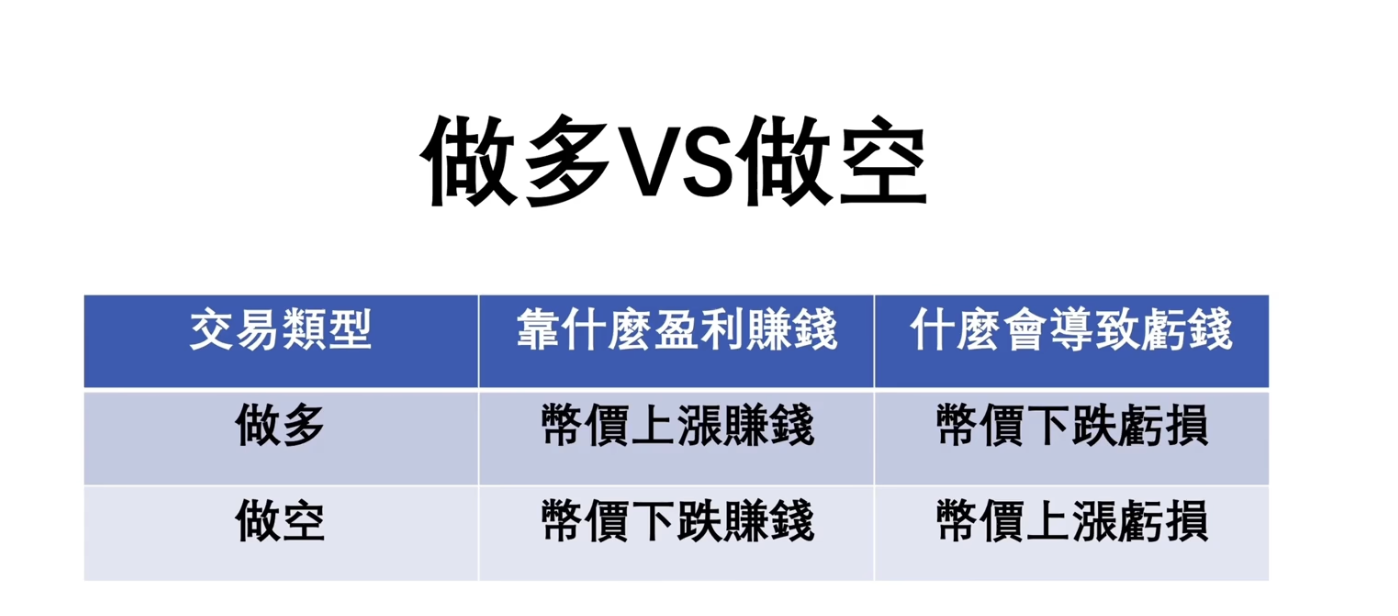 做多VS做空
交易類型 靠什麼盈利賺錢 什麼會導致虧錢
做多 幣價上漲賺錢 幣價下跌虧損
做空 幣價下跌賺錢 幣價上漲虧損